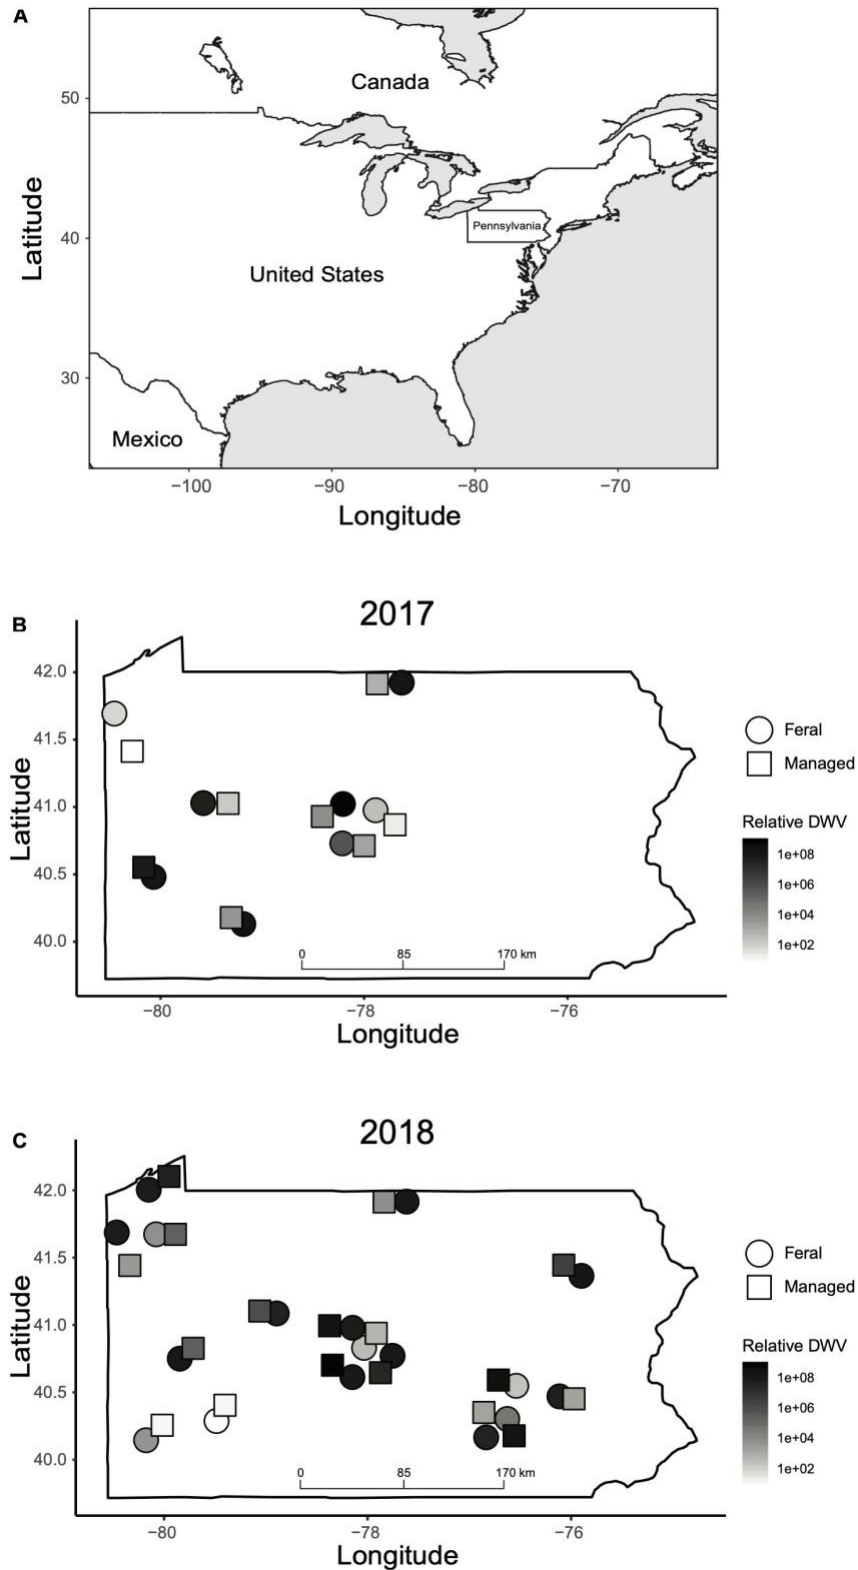 A
Canada
50
Pennsylvania
40
United States
30
Mexico
Latitude
−100 −90 −80 −70
Longitude
B
2017
42.0
41.5
41.0
40.5
40.0
Latitude
0 85 170 km
−80 −78 −76
Longitude
Feral
Managed
Relative DWV
1e+08
1e+06
1e+04
1e+02
C
2018
42.0
41.5
41.0
40.5
40.0
Latitude
0 85 170 km
−80 −78 −76
Longitude
Feral
Managed
Relative DWV
1e+08
1e+06
1e+04
1e+02